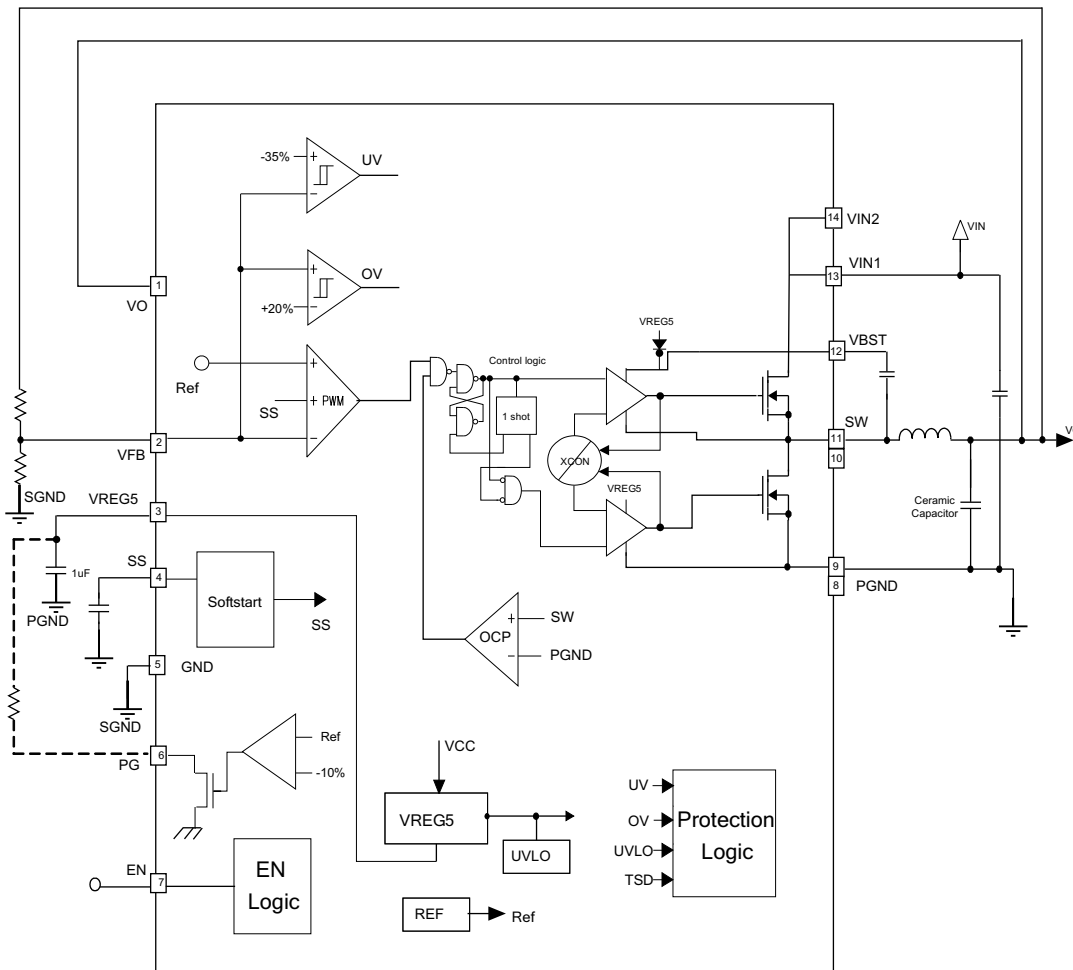 -35%
+
−
UV
14
VIN2
VIN
+
−
OV
+20%
13
VIN1
1
VO
VREG5
VBST
12
Control logic
Ref
+
SS
+
PWM
−
1 shot
SW
11
10
2
VFB
XCON
SGND
VREG5
VREG5
3
Ceramic
Capacitor
1uF
SS
4
Softstart
SS
PGND
9
8
PGND
+
SW
OCP
−
PGND
5
GND
SGND
Ref
6
PG
-10%
VCC
VREG5
UVLO
UV
OV
UVLO
TSD
Protection
Logic
EN
7
EN
Logic
REF
Ref